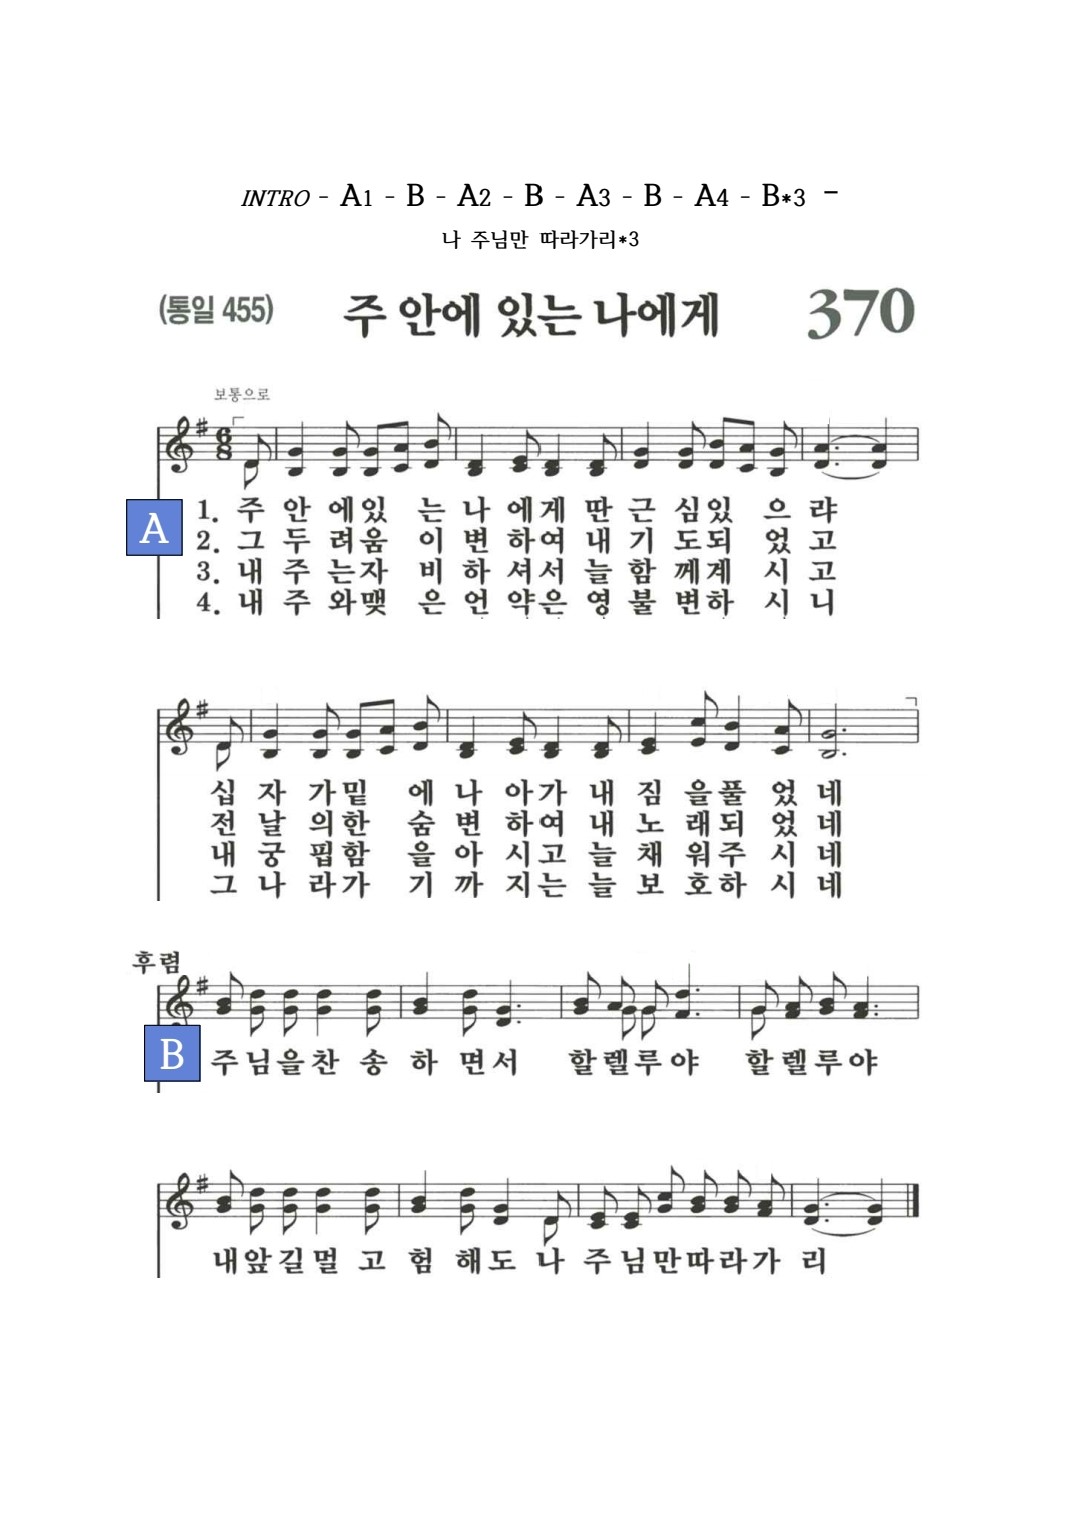 INTRO - A1 - B - A2 - B - A3 - B - A4 - B*3 -
나 주님만 따라가리*3
(통일 455) 주 안에 있는 나에게 370
보통으로
6
8
A
1. 주 안 에있 는 나 에게 딴 근 심있 으 랴
2. 그 두 려움 이 변 하여 내 기 도되 었 고
3. 내 주 는자 비 하 셔서 늘 함 께계 시 고
4. 내 주 와맺 은 언 약은 영 불 변하 시 니
십 자 가밑 에 나 아가 내 짐 을풀 었 네
전 날 의한 숨 변 하여 내 노 래되 었 네
내 궁 핍함 을 아 시고 늘 채 워주 시 네
그 나 라가 기 까 지는 늘 보 호하 시 네
후렴
B
주님을찬 송 하 면서 할렐루야 할렐루야
내앞길멀 고 험 해도 나 주님만따라가 리